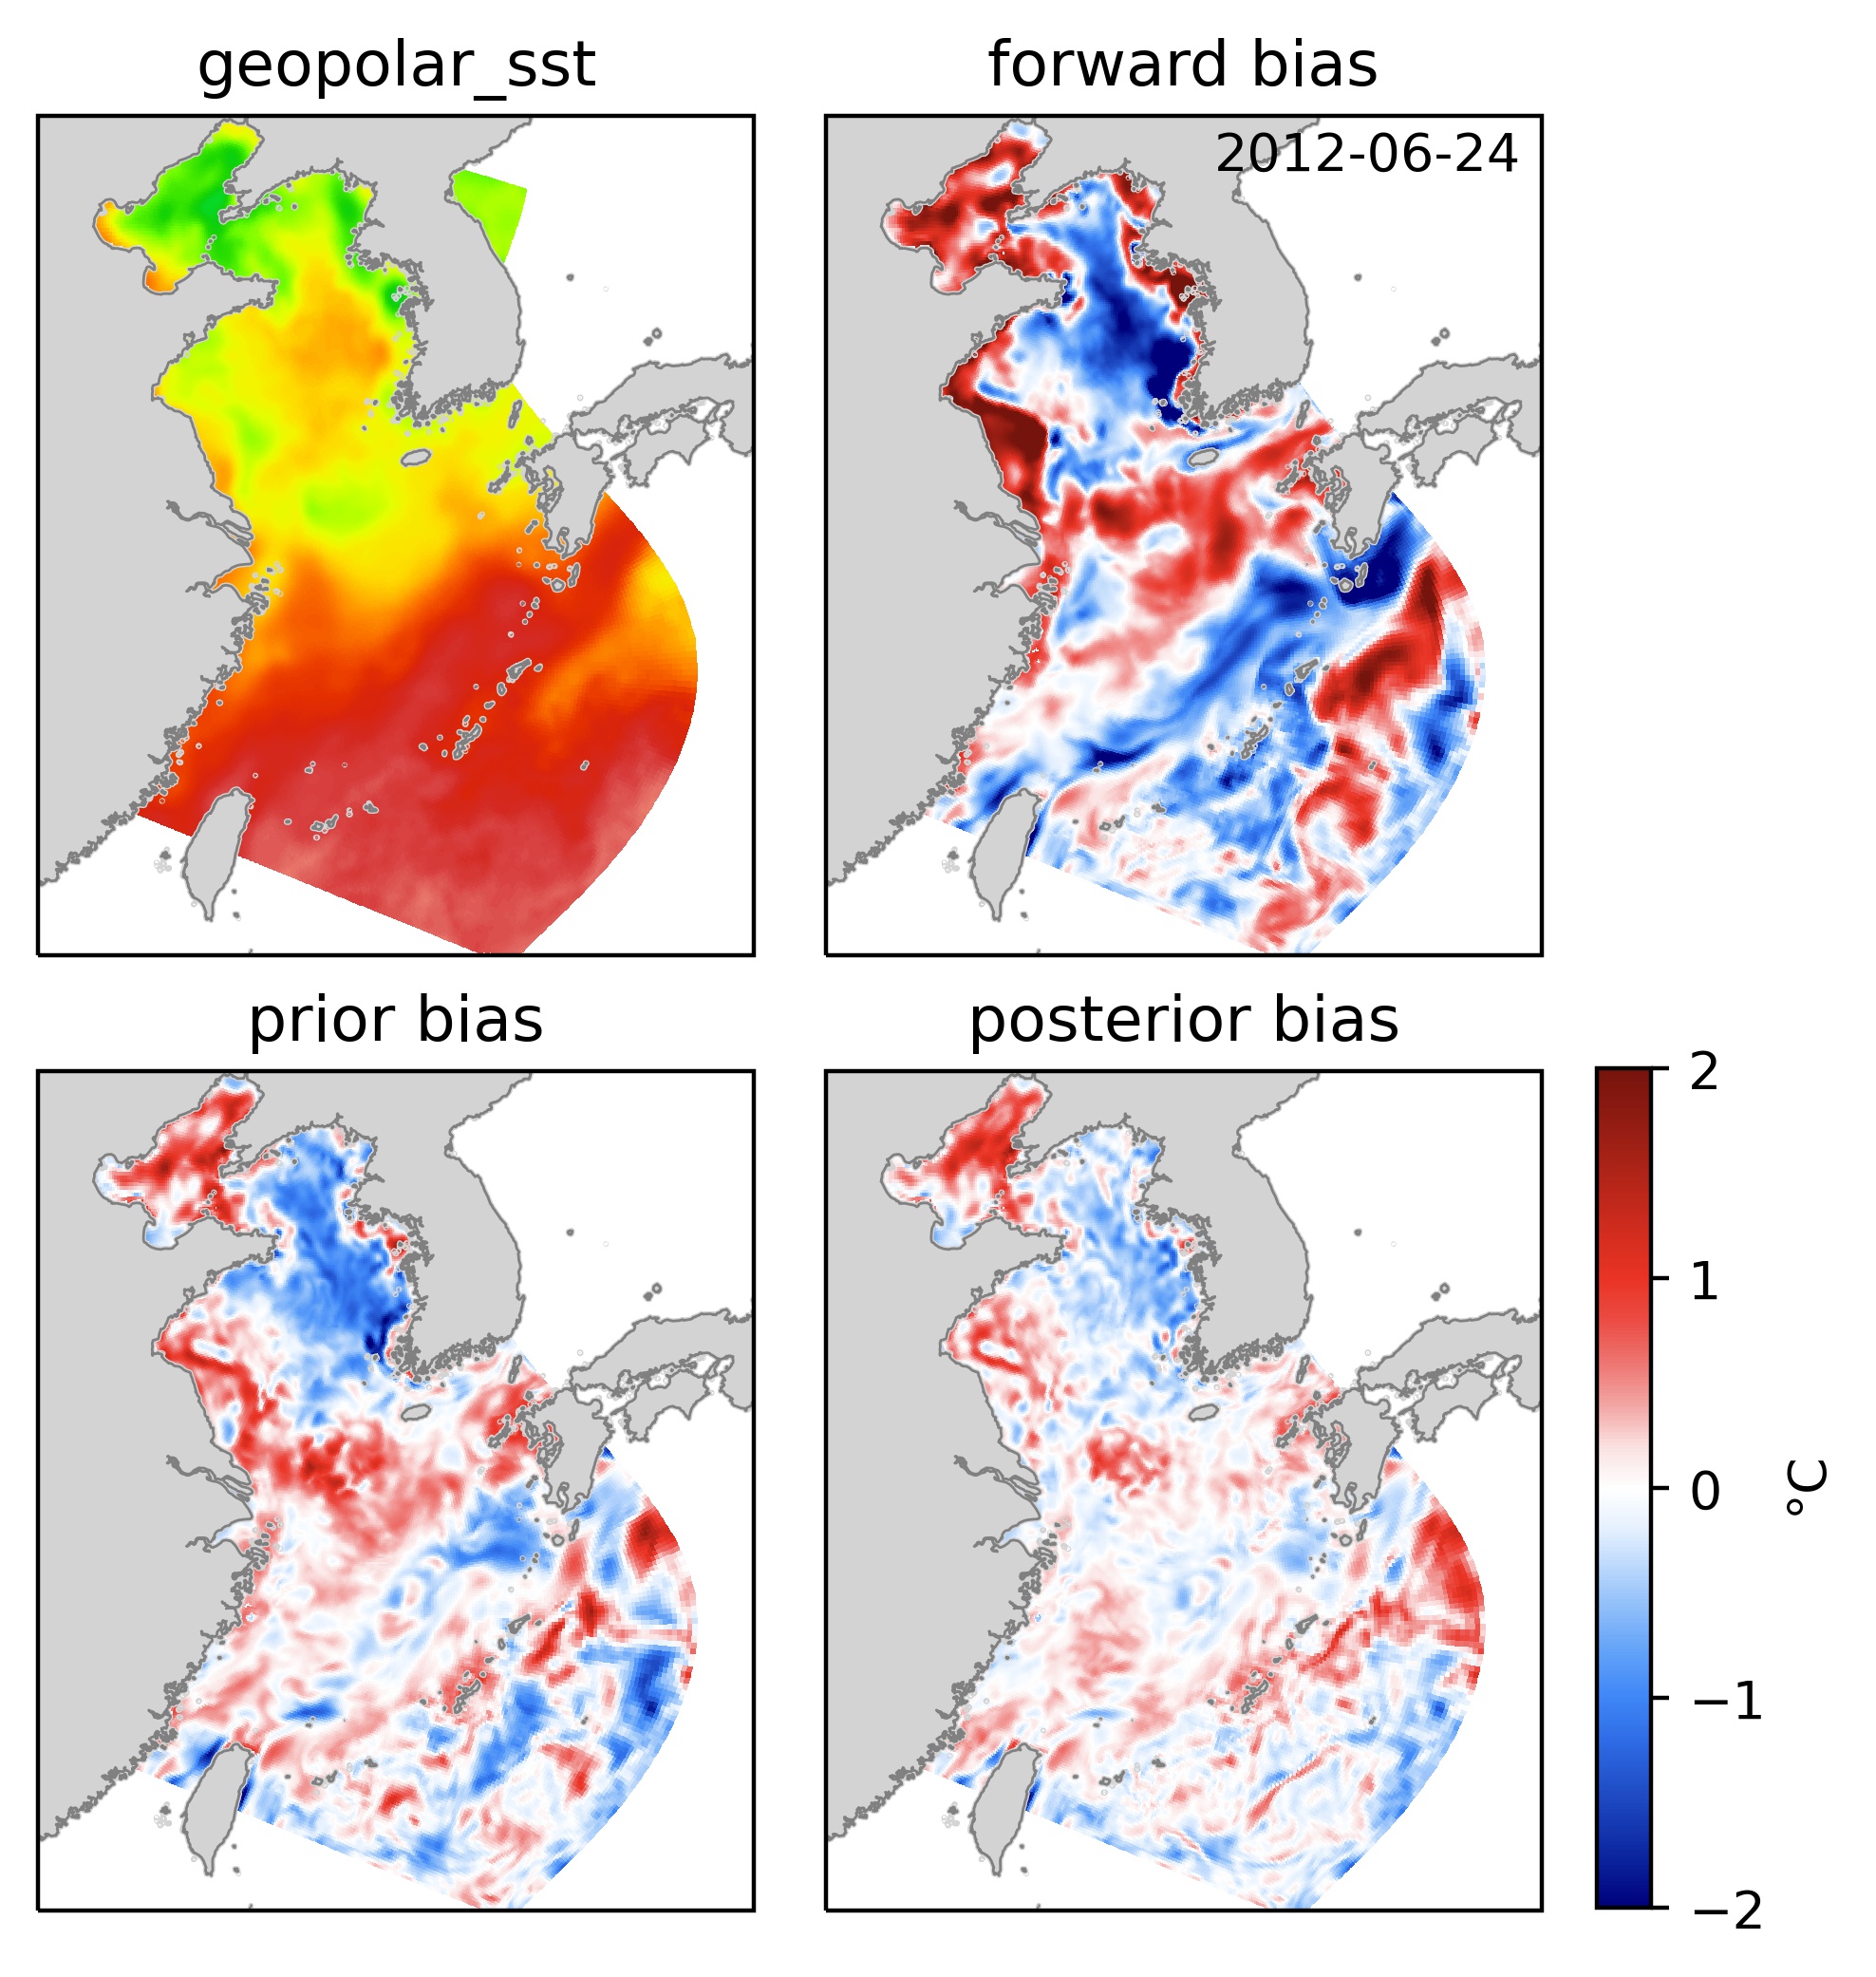 geopolar_sst
forward bias
2012-06-24
prior bias
posterior bias
2
1
0
−1
−2
°C